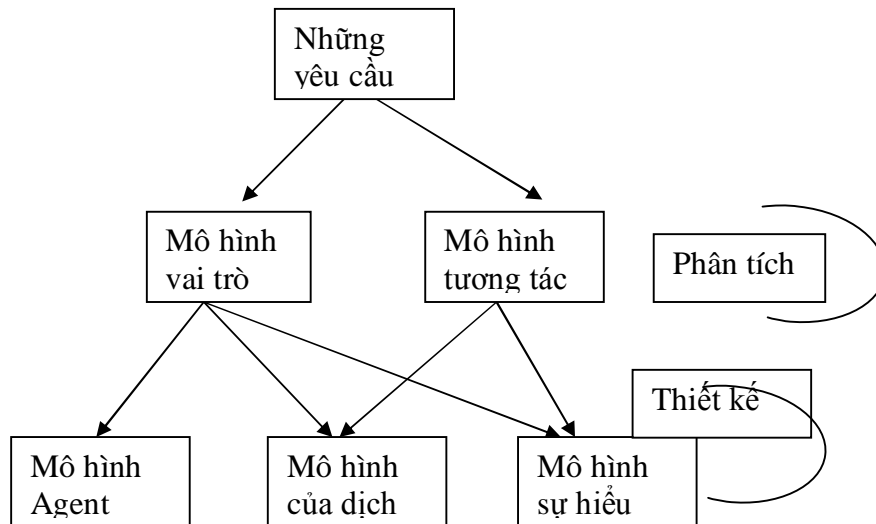 Những
yêu cầu
Mô hình
vai trò
Mô hình
tương tác
Phân tích
Thiết kế
Mô hình
Agent
Mô hình
của dịch
Mô hình
sự hiểu